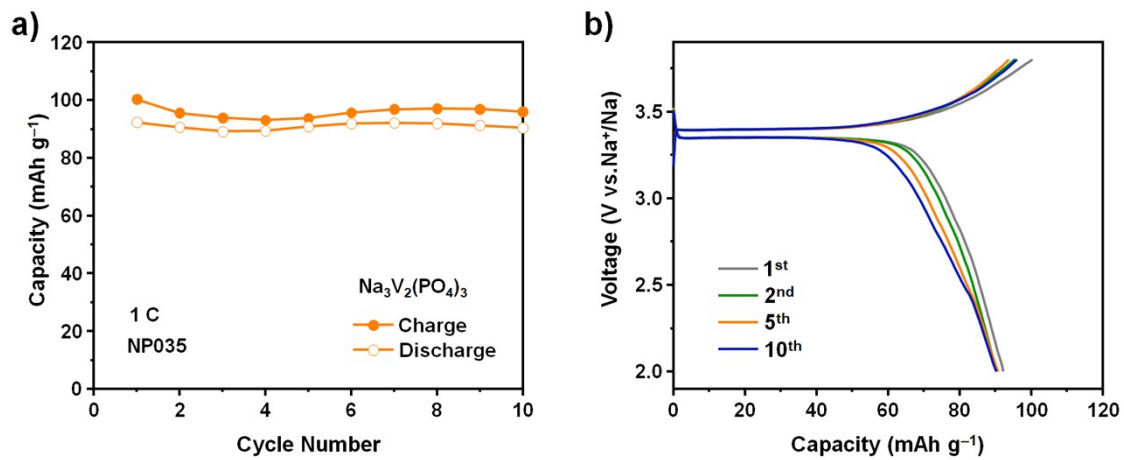 a)
Capacity (mAh g⁻¹)
120
100
80
60
40
20
0
1 C
NP035
Na₃V₂(PO₄)₃
Charge
Discharge
0 2 4 6 8 10
Cycle Number
b)
Voltage (V vs.Na⁺/Na)
3.5
3.0
2.5
2.0
1ˢᵗ
2ⁿᵈ
5ᵗʰ
10ᵗʰ
0 20 40 60 80 100 120
Capacity (mAh g⁻¹)